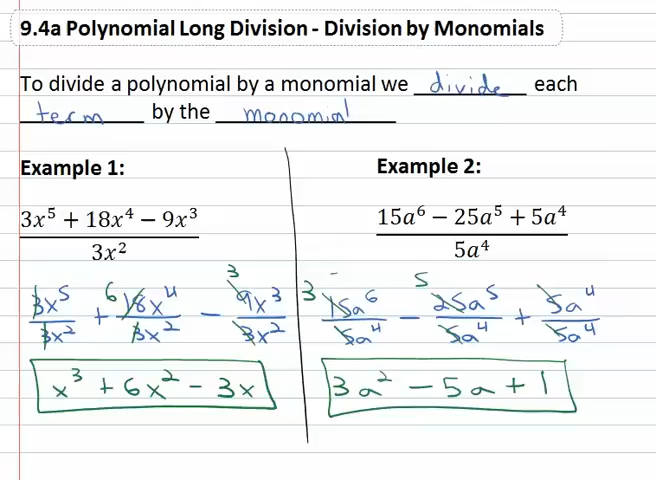 9.4a Polynomial Long Division - Division by Monomials
To divide a polynomial by a monomial we divide each
term by the monomial
Example 1:
(3x⁵ + 18x⁴ − 9x³)/(3x²)
3x⁵/3x² + 6 18x⁴/3x² − 3 9x³/3x²
x³ + 6x² − 3x
Example 2:
(15a⁶ − 25a⁵ + 5a⁴)/(5a⁴)
3 15a⁶/5a⁴ − 5 25a⁵/5a⁴ + 5a⁴/5a⁴
3a² − 5a + 1